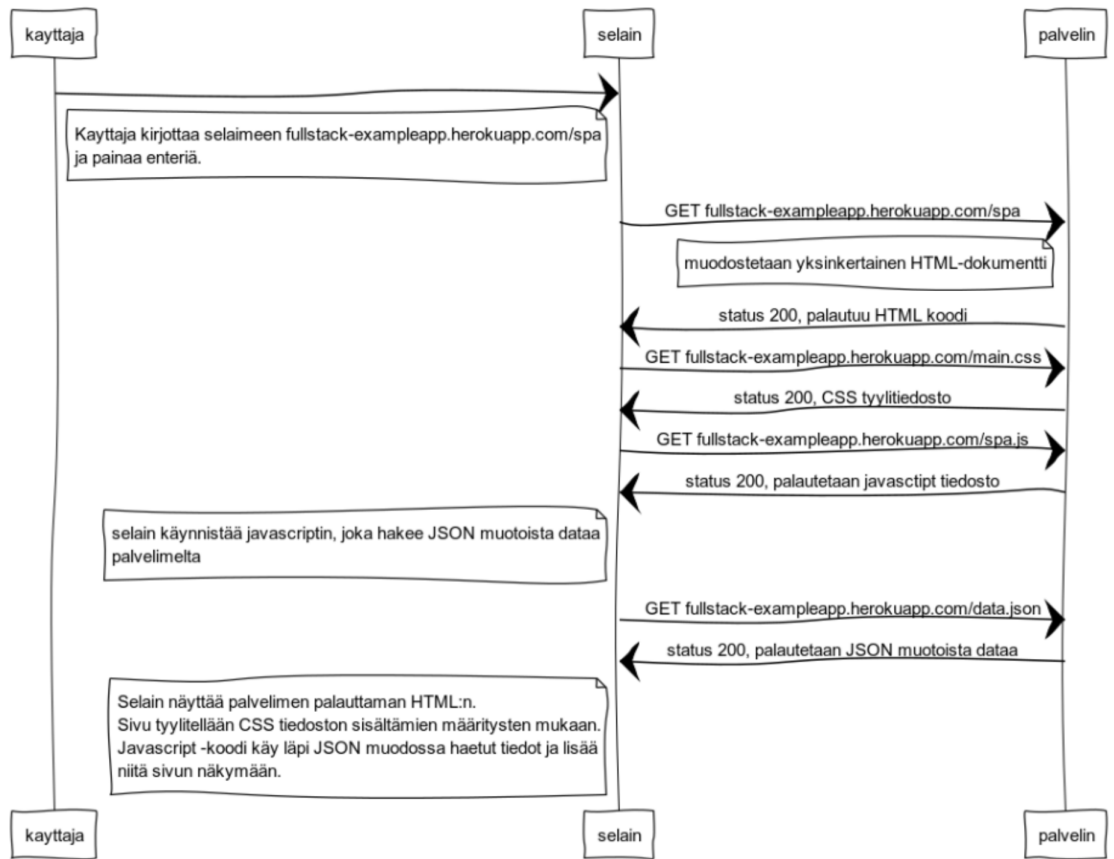 kayttaja
selain
palvelin
Kayttaja kirjottaa selaimeen fullstack-exampleapp.herokuapp.com/spa
ja painaa enteriä.
GET fullstack-exampleapp.herokuapp.com/spa
muodostetaan yksinkertainen HTML-dokumentti
status 200, palautuu HTML koodi
GET fullstack-exampleapp.herokuapp.com/main.css
status 200, CSS tyylitiedosto
GET fullstack-exampleapp.herokuapp.com/spa.js
status 200, palautetaan javasctipt tiedosto
selain käynnistää javascriptin, joka hakee JSON muotoista dataa
palvelimelta
GET fullstack-exampleapp.herokuapp.com/data.json
status 200, palautetaan JSON muotoista dataa
Selain näyttää palvelimen palauttaman HTML:n.
Sivu tyylitellään CSS tiedoston sisältämien määritysten mukaan.
Javascript -koodi käy läpi JSON muodossa haetut tiedot ja lisää
niitä sivun näkymään.
kayttaja
selain
palvelin